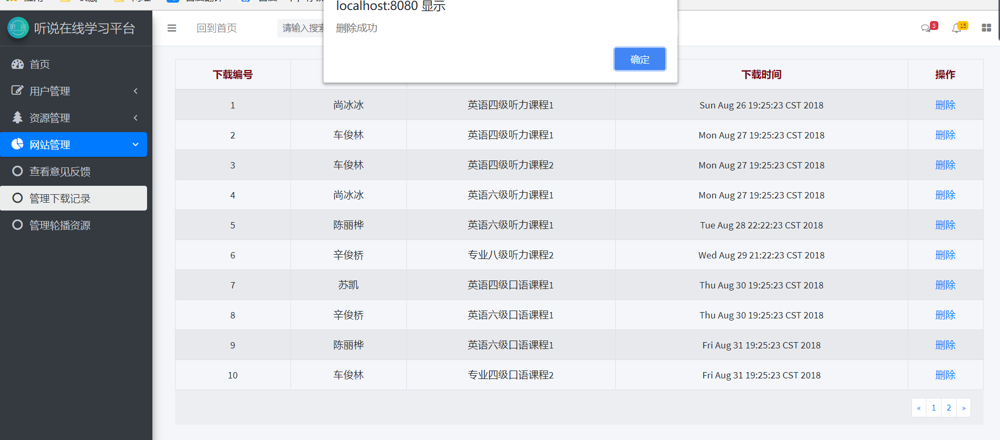 localhost:8080 显示
删除成功
确定
听说在线学习平台
回到首页
请输入搜索
3
15
首页
用户管理
资源管理
网站管理
查看意见反馈
管理下载记录
管理轮播资源
下载编号 下载时间 操作
1 尚冰冰 英语四级听力课程1 Sun Aug 26 19:25:23 CST 2018 删除
2 车俊林 英语四级听力课程1 Mon Aug 27 19:25:23 CST 2018 删除
3 车俊林 英语四级听力课程2 Mon Aug 27 19:25:23 CST 2018 删除
4 尚冰冰 英语六级听力课程1 Mon Aug 27 19:25:23 CST 2018 删除
5 陈丽桦 英语六级听力课程1 Tue Aug 28 22:22:23 CST 2018 删除
6 辛俊桥 专业八级听力课程2 Wed Aug 29 21:22:23 CST 2018 删除
7 苏凯 英语四级口语课程1 Thu Aug 30 19:25:23 CST 2018 删除
8 辛俊桥 英语六级口语课程1 Thu Aug 30 19:25:23 CST 2018 删除
9 陈丽桦 英语六级口语课程1 Fri Aug 31 19:25:23 CST 2018 删除
10 车俊林 专业四级口语课程2 Fri Aug 31 19:25:23 CST 2018 删除
« 1 2 »